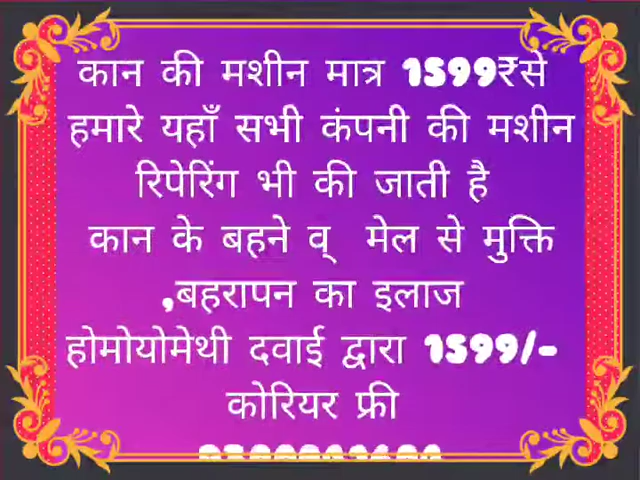 कान की मशीन मात्र 1599₹से
हमारे यहाँ सभी कंपनी की मशीन
रिपेरिंग भी की जाती है
कान के बहने व् मेल से मुक्ति
,बहरापन का इलाज
होमोयोमेथी दवाई द्वारा 1599/-
कोरियर फ्री